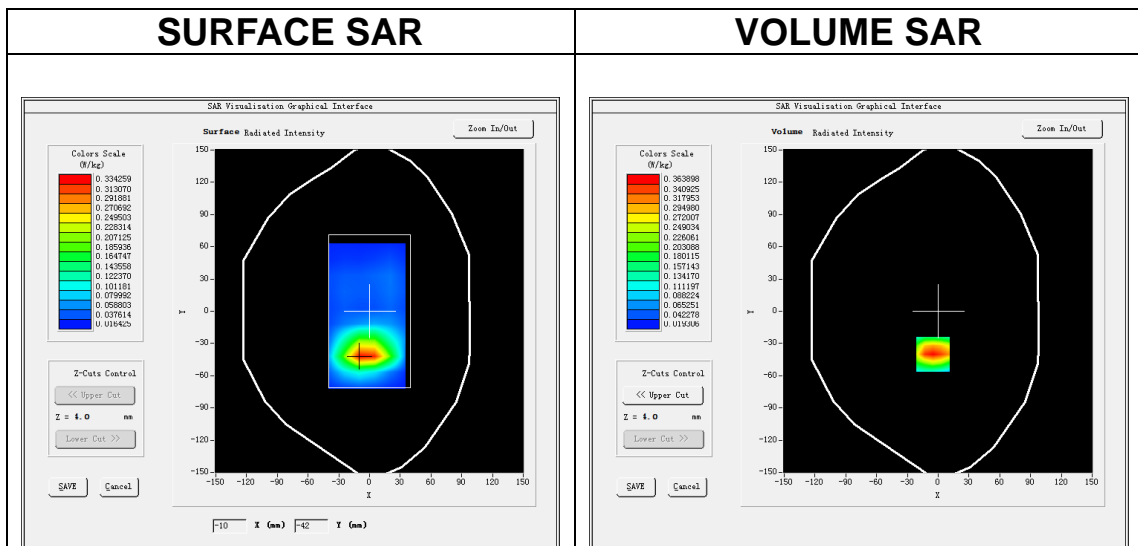 SURFACE SAR
SAR Visualisation Graphical Interface
Surface Radiated Intensity
Zoom In/Out
Colors Scale
(W/kg)
0.334259
0.313070
0.291881
0.270692
0.249503
0.228314
0.207125
0.185936
0.164747
0.143558
0.122370
0.101181
0.079992
0.058803
0.037614
0.016425
Z-Cuts Control
<< Upper Cut
Z = 4.0 mm
Lower Cut >>
SAVE Cancel
150
120
90
60
30
0
-30
-60
-90
-120
-150
Y
-150 -120 -90 -60 -30 0 30 60 90 120 150
X
-10 X (mm) -42 Y (mm)
VOLUME SAR
SAR Visualisation Graphical Interface
Volume Radiated Intensity
Zoom In/Out
Colors Scale
(W/kg)
0.363898
0.340925
0.317953
0.294980
0.272007
0.249034
0.226061
0.203088
0.180115
0.157143
0.134170
0.111197
0.088224
0.065251
0.042278
0.019306
Z-Cuts Control
<< Upper Cut
Z = 4.0 mm
Lower Cut >>
SAVE Cancel
150
120
90
60
30
0
-30
-60
-90
-120
-150
Y
-150 -120 -90 -60 -30 0 30 60 90 120 150
X